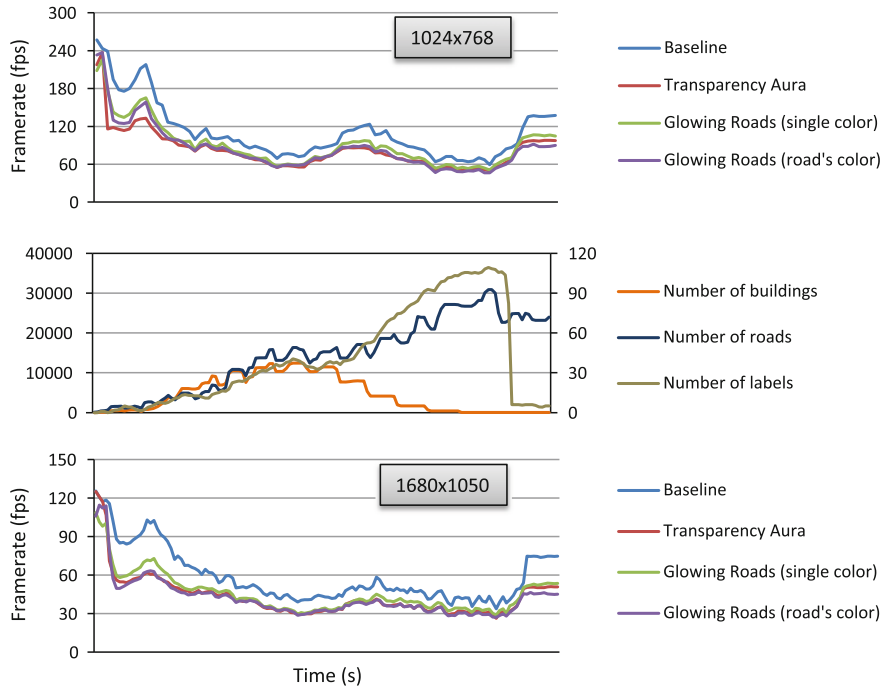 300
240
180
120
60
0
Framerate (fps)
1024x768
Baseline
Transparency Aura
Glowing Roads (single color)
Glowing Roads (road's color)
40000
30000
20000
10000
0
120
90
60
30
0
Number of buildings
Number of roads
Number of labels
150
120
90
60
30
0
Framerate (fps)
1680x1050
Baseline
Transparency Aura
Glowing Roads (single color)
Glowing Roads (road's color)
Time (s)